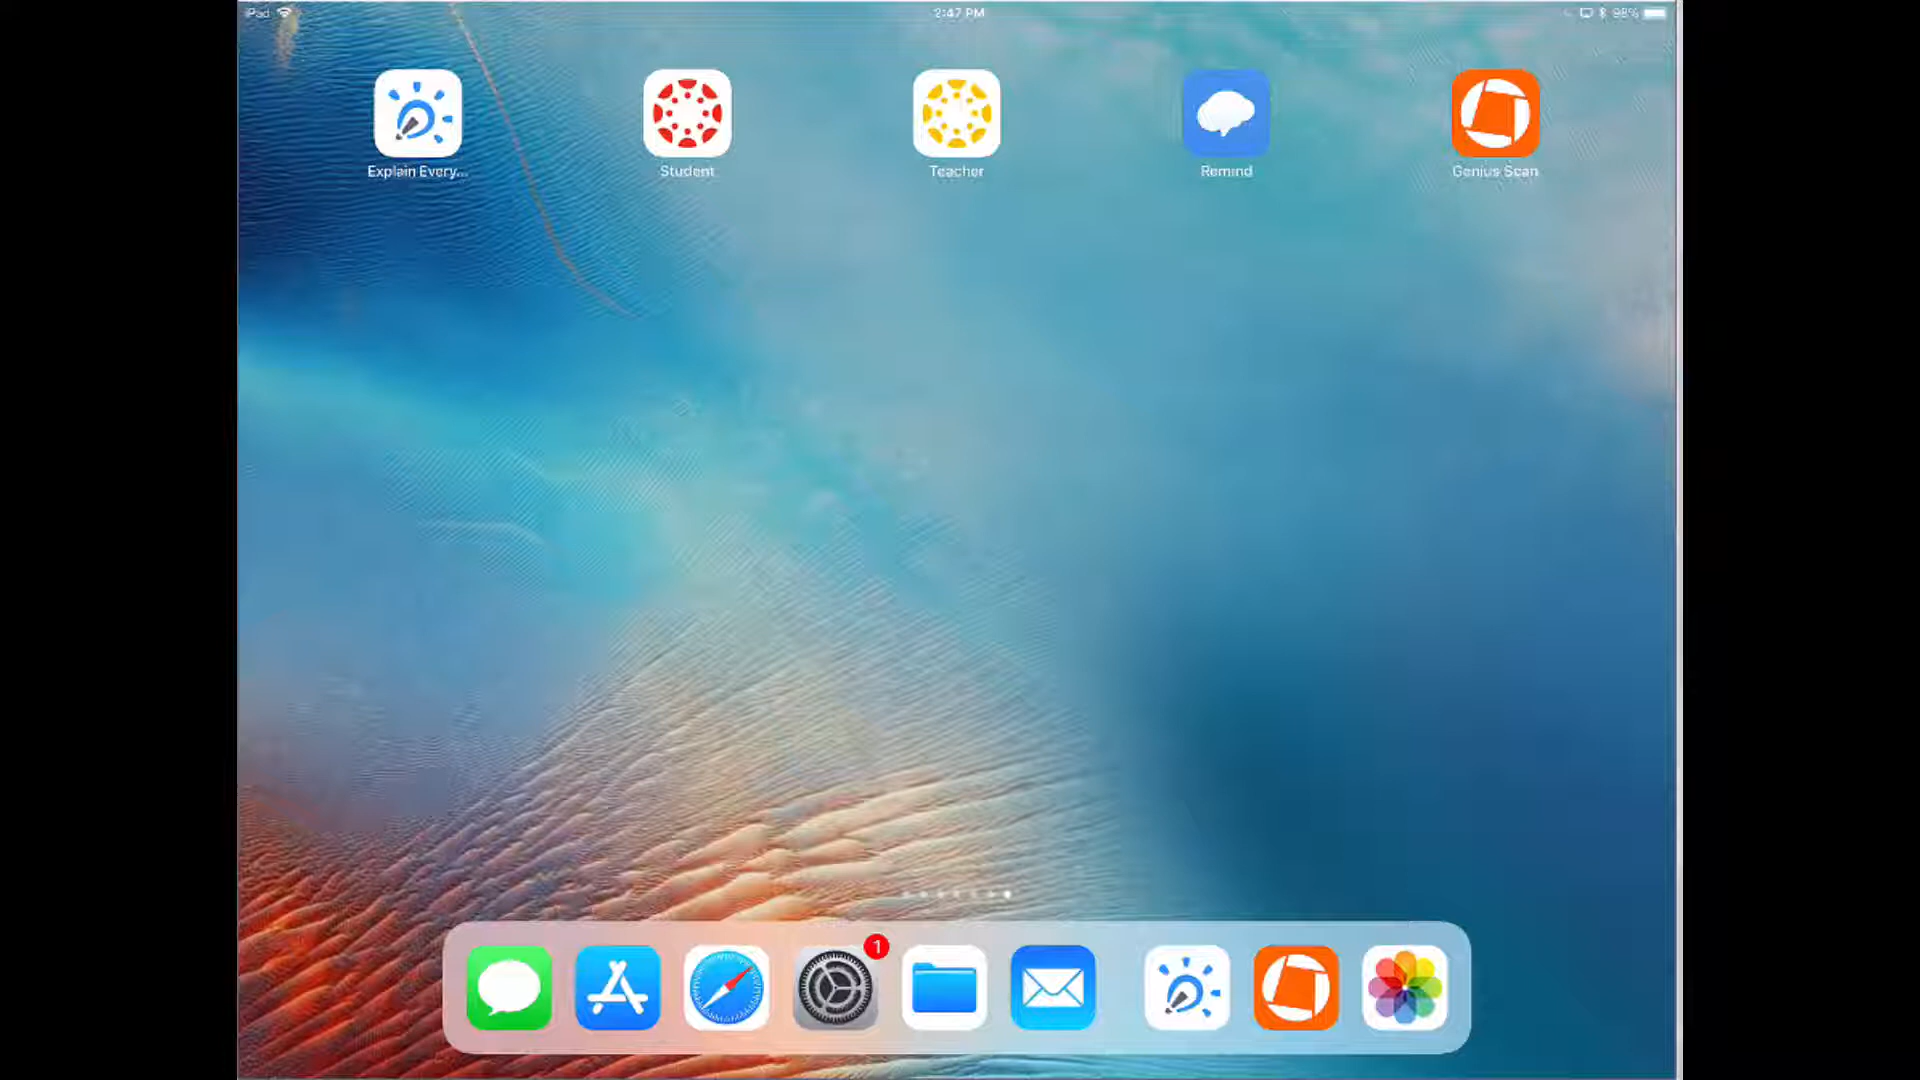 iPad
2:47 PM
98%
Explain Every...
Student
Teacher
Remind
Genius Scan
1